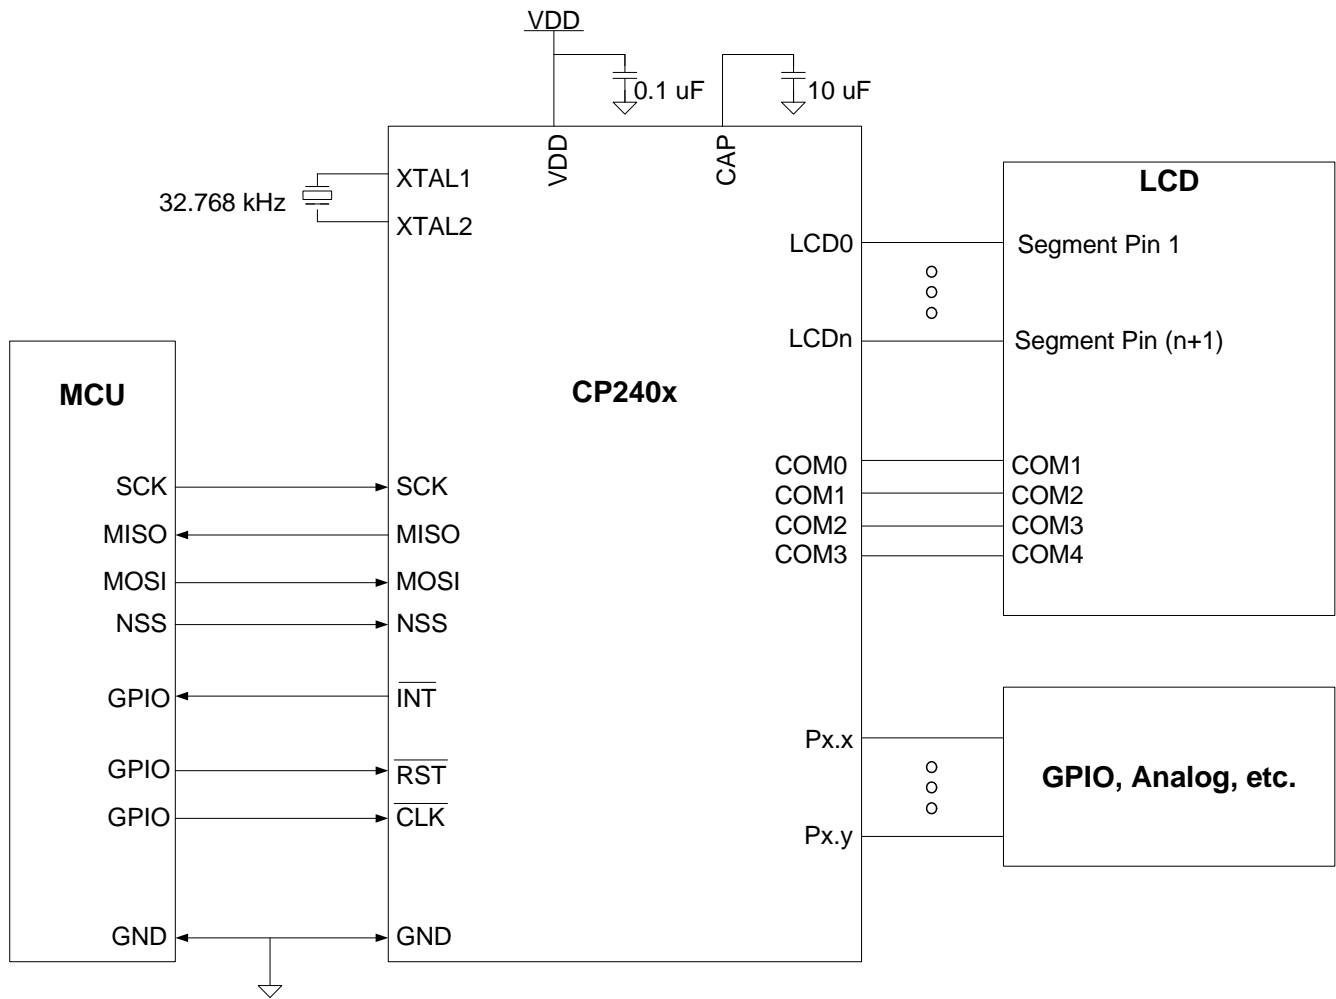 VDD
0.1 uF
10 uF
VDD
CAP
XTAL1
32.768 kHz
XTAL2
LCD
LCD0
Segment Pin 1
LCDn
Segment Pin (n+1)
MCU
CP240x
COM0
COM1
COM1
COM2
COM2
COM3
COM3
COM4
SCK
SCK
MISO
MISO
MOSI
MOSI
NSS
NSS
GPIO
INT
GPIO
RST
GPIO
CLK
Px.x
GPIO, Analog, etc.
Px.y
GND
GND